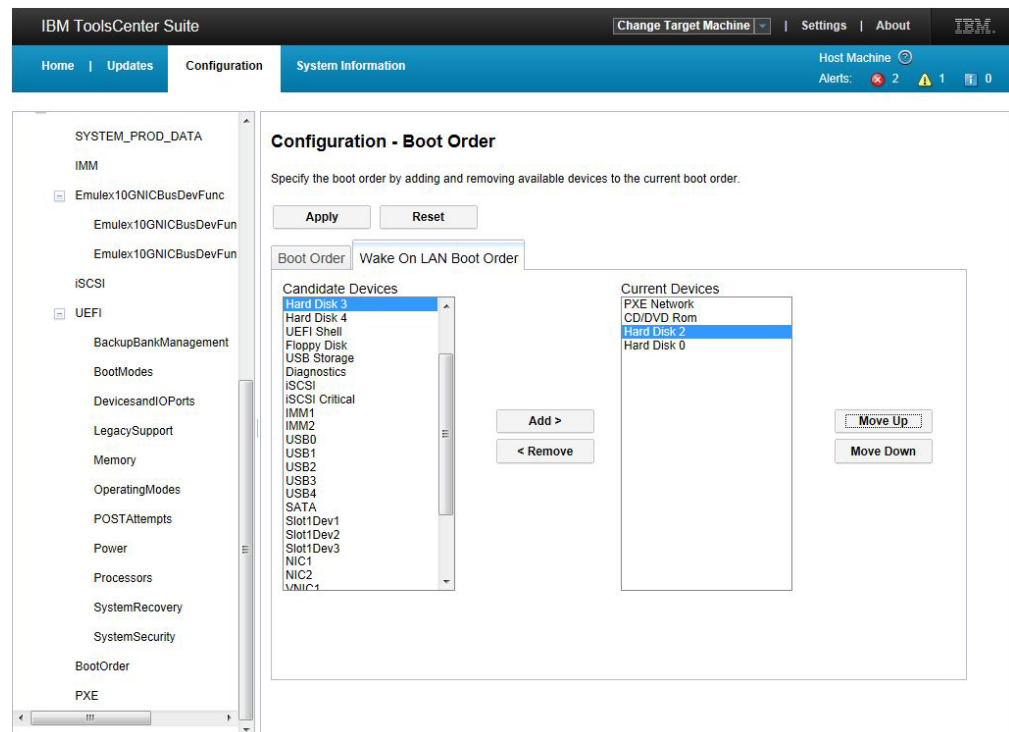 IBM ToolsCenter Suite
Change Target Machine | Settings | About IBM.
Home | Updates Configuration System Information
Host Machine ?
Alerts: 2 1 0
SYSTEM_PROD_DATA
IMM
Emulex10GNICBusDevFunc
Emulex10GNICBusDevFun
Emulex10GNICBusDevFun
iSCSI
UEFI
BackupBankManagement
BootModes
DevicesandIOPorts
LegacySupport
Memory
OperatingModes
POSTAttempts
Power
Processors
SystemRecovery
SystemSecurity
BootOrder
PXE
Configuration - Boot Order
Specify the boot order by adding and removing available devices to the current boot order.
Apply Reset
Boot Order Wake On LAN Boot Order
Candidate Devices
Hard Disk 3
Hard Disk 4
UEFI Shell
Floppy Disk
USB Storage
Diagnostics
iSCSI
iSCSI Critical
IMM1
IMM2
USB0
USB1
USB2
USB3
USB4
SATA
Slot1Dev1
Slot1Dev2
Slot1Dev3
NIC1
NIC2
VNIC1
Add >
< Remove
Current Devices
PXE Network
CD/DVD Rom
Hard Disk 2
Hard Disk 0
Move Up
Move Down